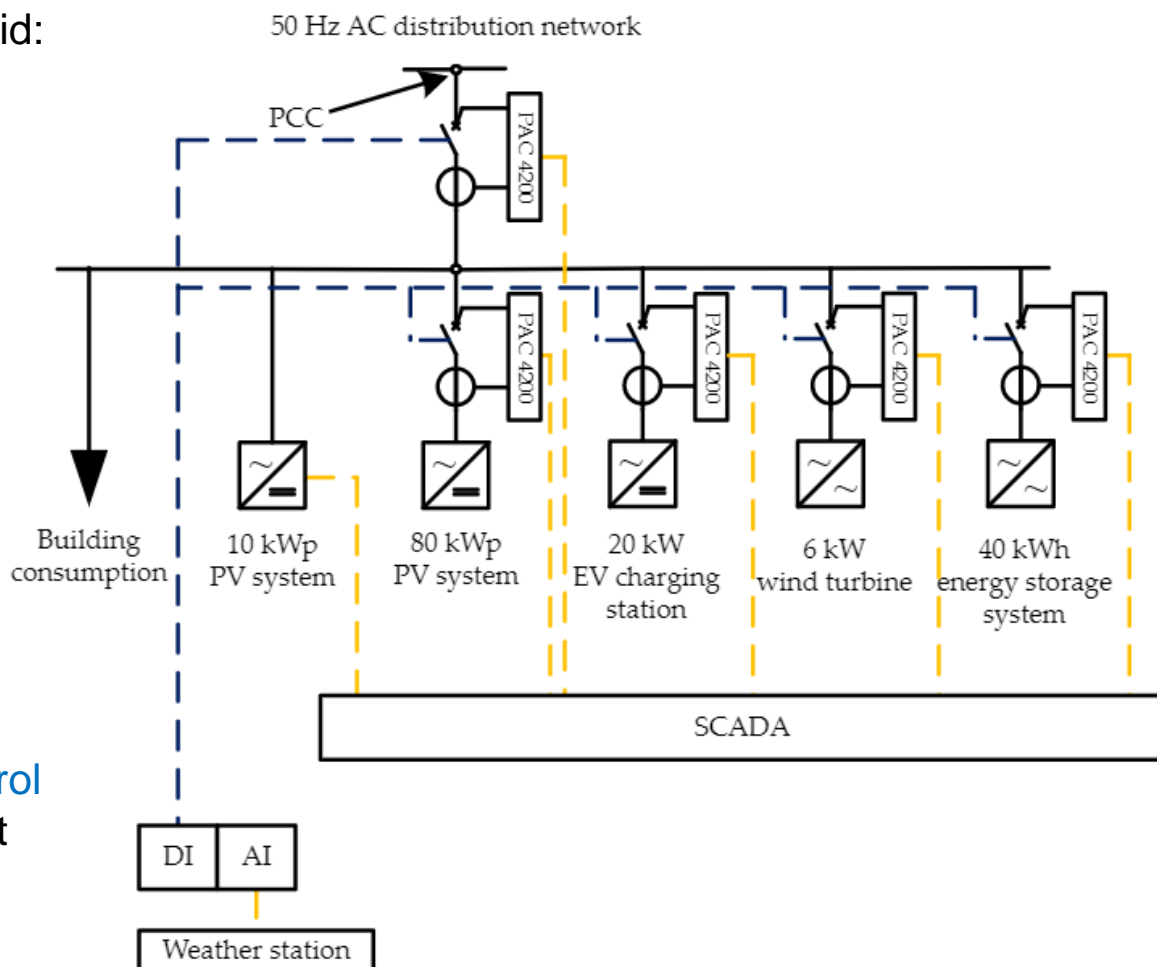 id:
50 Hz AC distribution network
PCC
PAC 4200
PAC 4200
PAC 4200
PAC 4200
PAC 4200
Building
consumption
10 kWp
PV system
80 kWp
PV system
20 kW
EV charging
station
6 kW
wind turbine
40 kWh
energy storage
system
SCADA
rol
t
DI
AI
Weather station